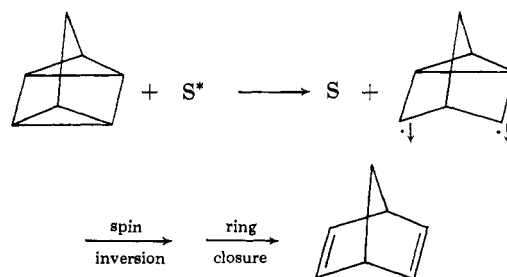 + S* ⟶ S +
·↓ ·↓
spin ring
inversion closure